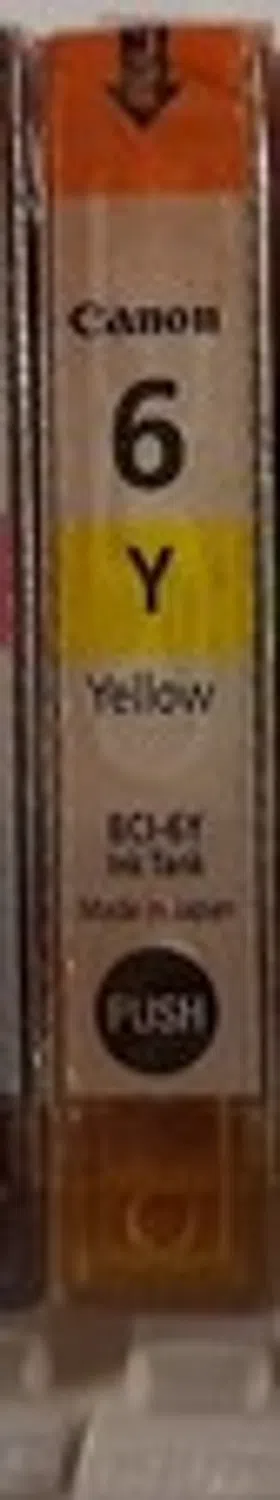 Canon
6
Y
Yellow
BCI-6Y
Ink Tank
Made in Japan
PUSH